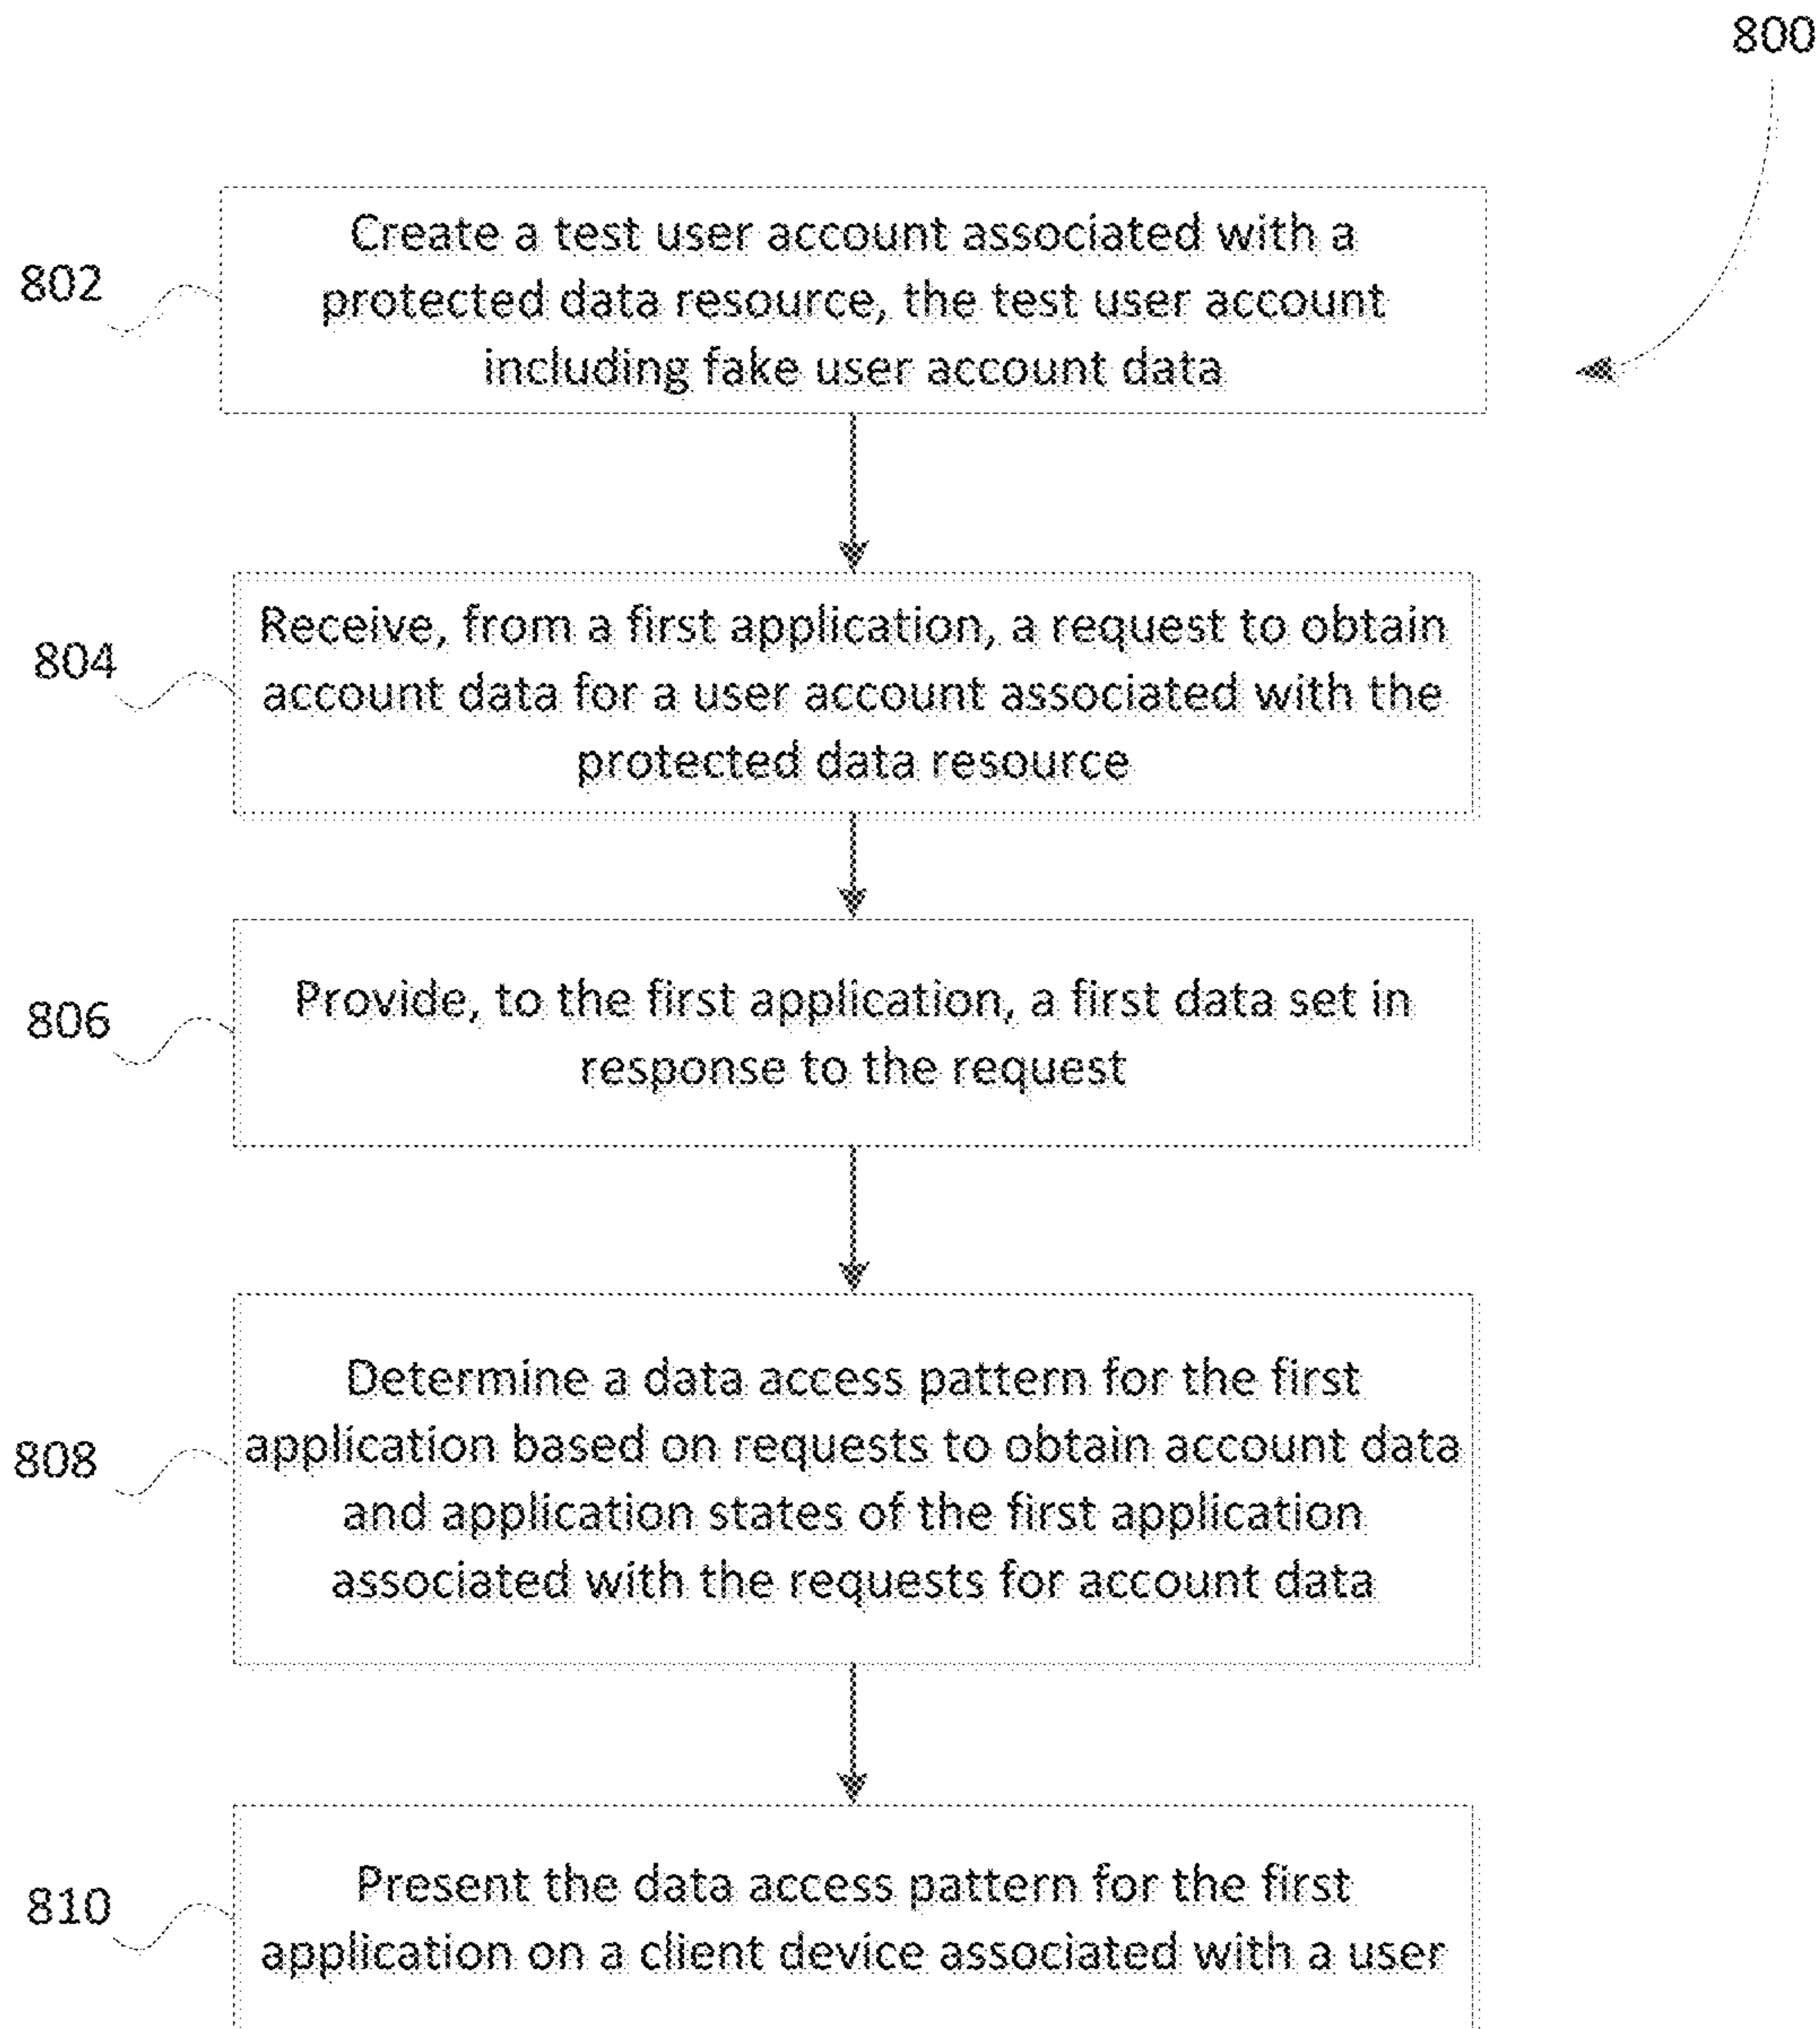 800
802
Create a test user account associated with a
protected data resource, the test user account
including fake user account data
804
Receive, from a first application, a request to obtain
account data for a user account associated with the
protected data resource
806
Provide, to the first application, a first data set in
response to the request
808
Determine a data access pattern for the first
application based on requests to obtain account data
and application states of the first application
associated with the requests for account data
810
Present the data access pattern for the first
application on a client device associated with a user